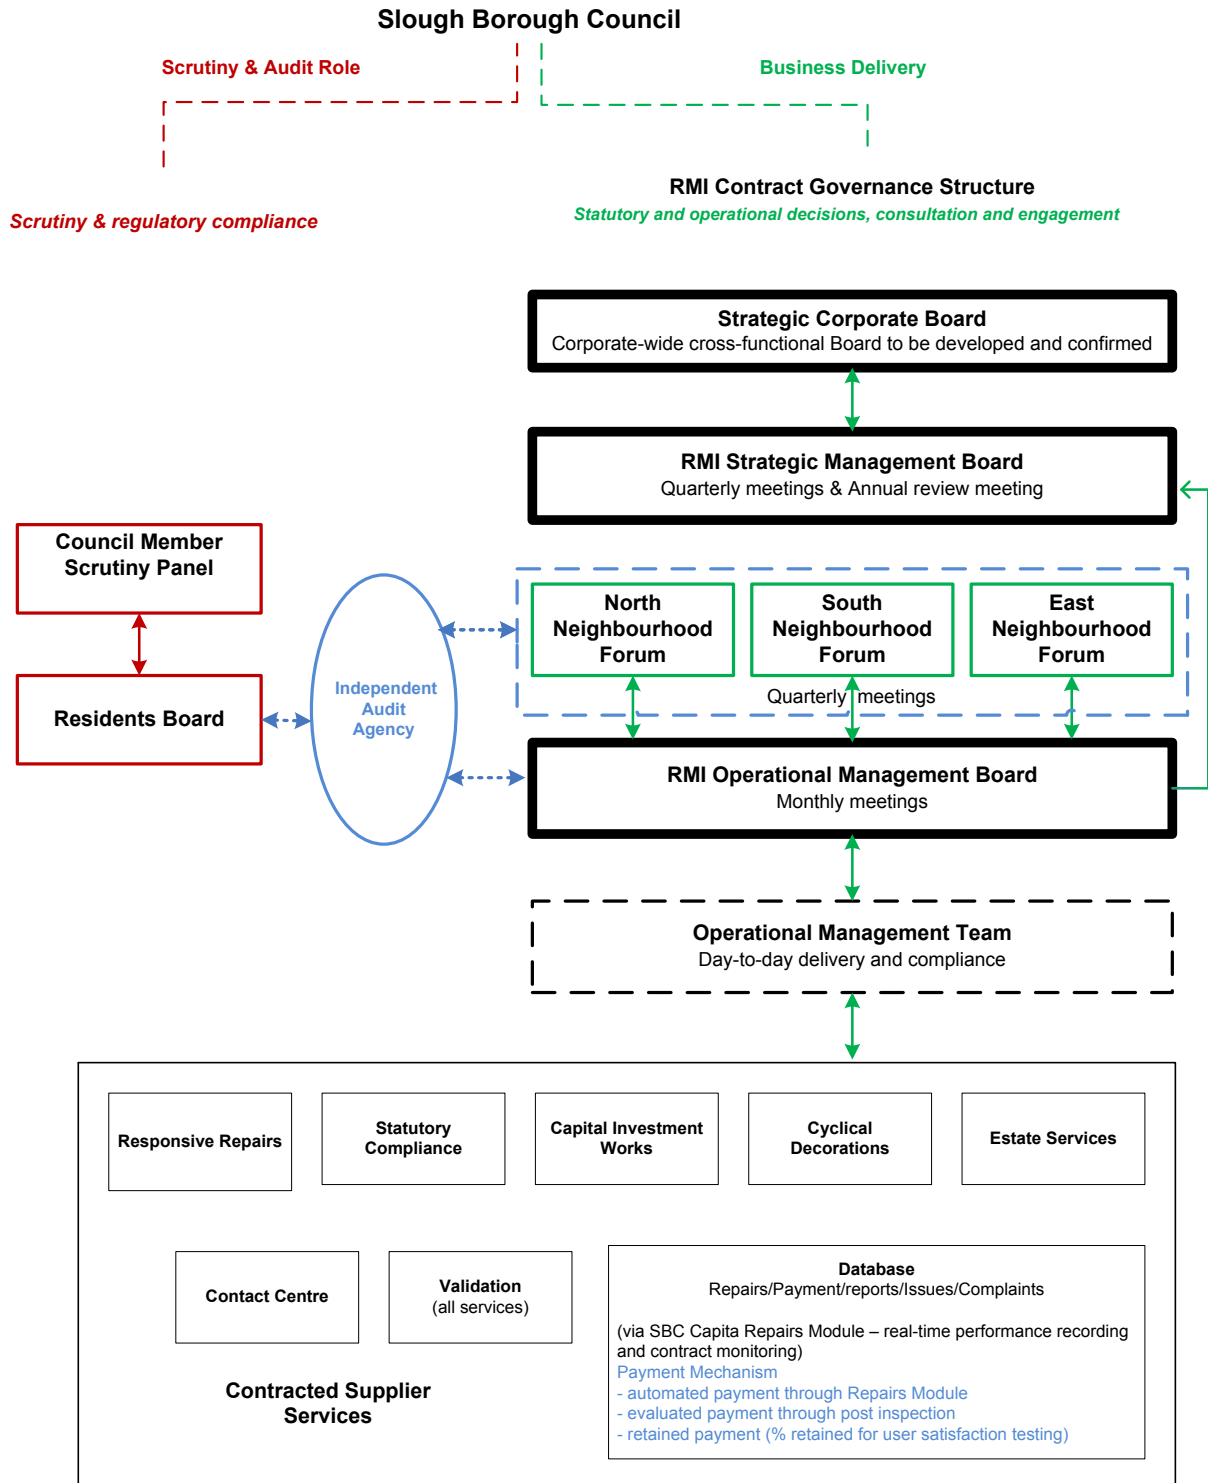 Slough Borough Council
Scrutiny & Audit Role
Business Delivery
RMI Contract Governance Structure
Scrutiny & regulatory compliance
Statutory and operational decisions, consultation and engagement
Strategic Corporate Board
Corporate-wide cross-functional Board to be developed and confirmed
RMI Strategic Management Board
Quarterly meetings & Annual review meeting
Council Member
Scrutiny Panel
Residents Board
Independent
Audit
Agency
North
Neighbourhood
Forum
South
Neighbourhood
Forum
East
Neighbourhood
Forum
Quarterly meetings
RMI Operational Management Board
Monthly meetings
Operational Management Team
Day-to-day delivery and compliance
Responsive Repairs
Statutory
Compliance
Capital Investment
Works
Cyclical
Decorations
Estate Services
Contact Centre
Validation
(all services)
Database
Repairs/Payment/reports/Issues/Complaints
(via SBC Capita Repairs Module – real-time performance recording
and contract monitoring)
Payment Mechanism
- automated payment through Repairs Module
- evaluated payment through post inspection
- retained payment (% retained for user satisfaction testing)
Contracted Supplier
Services